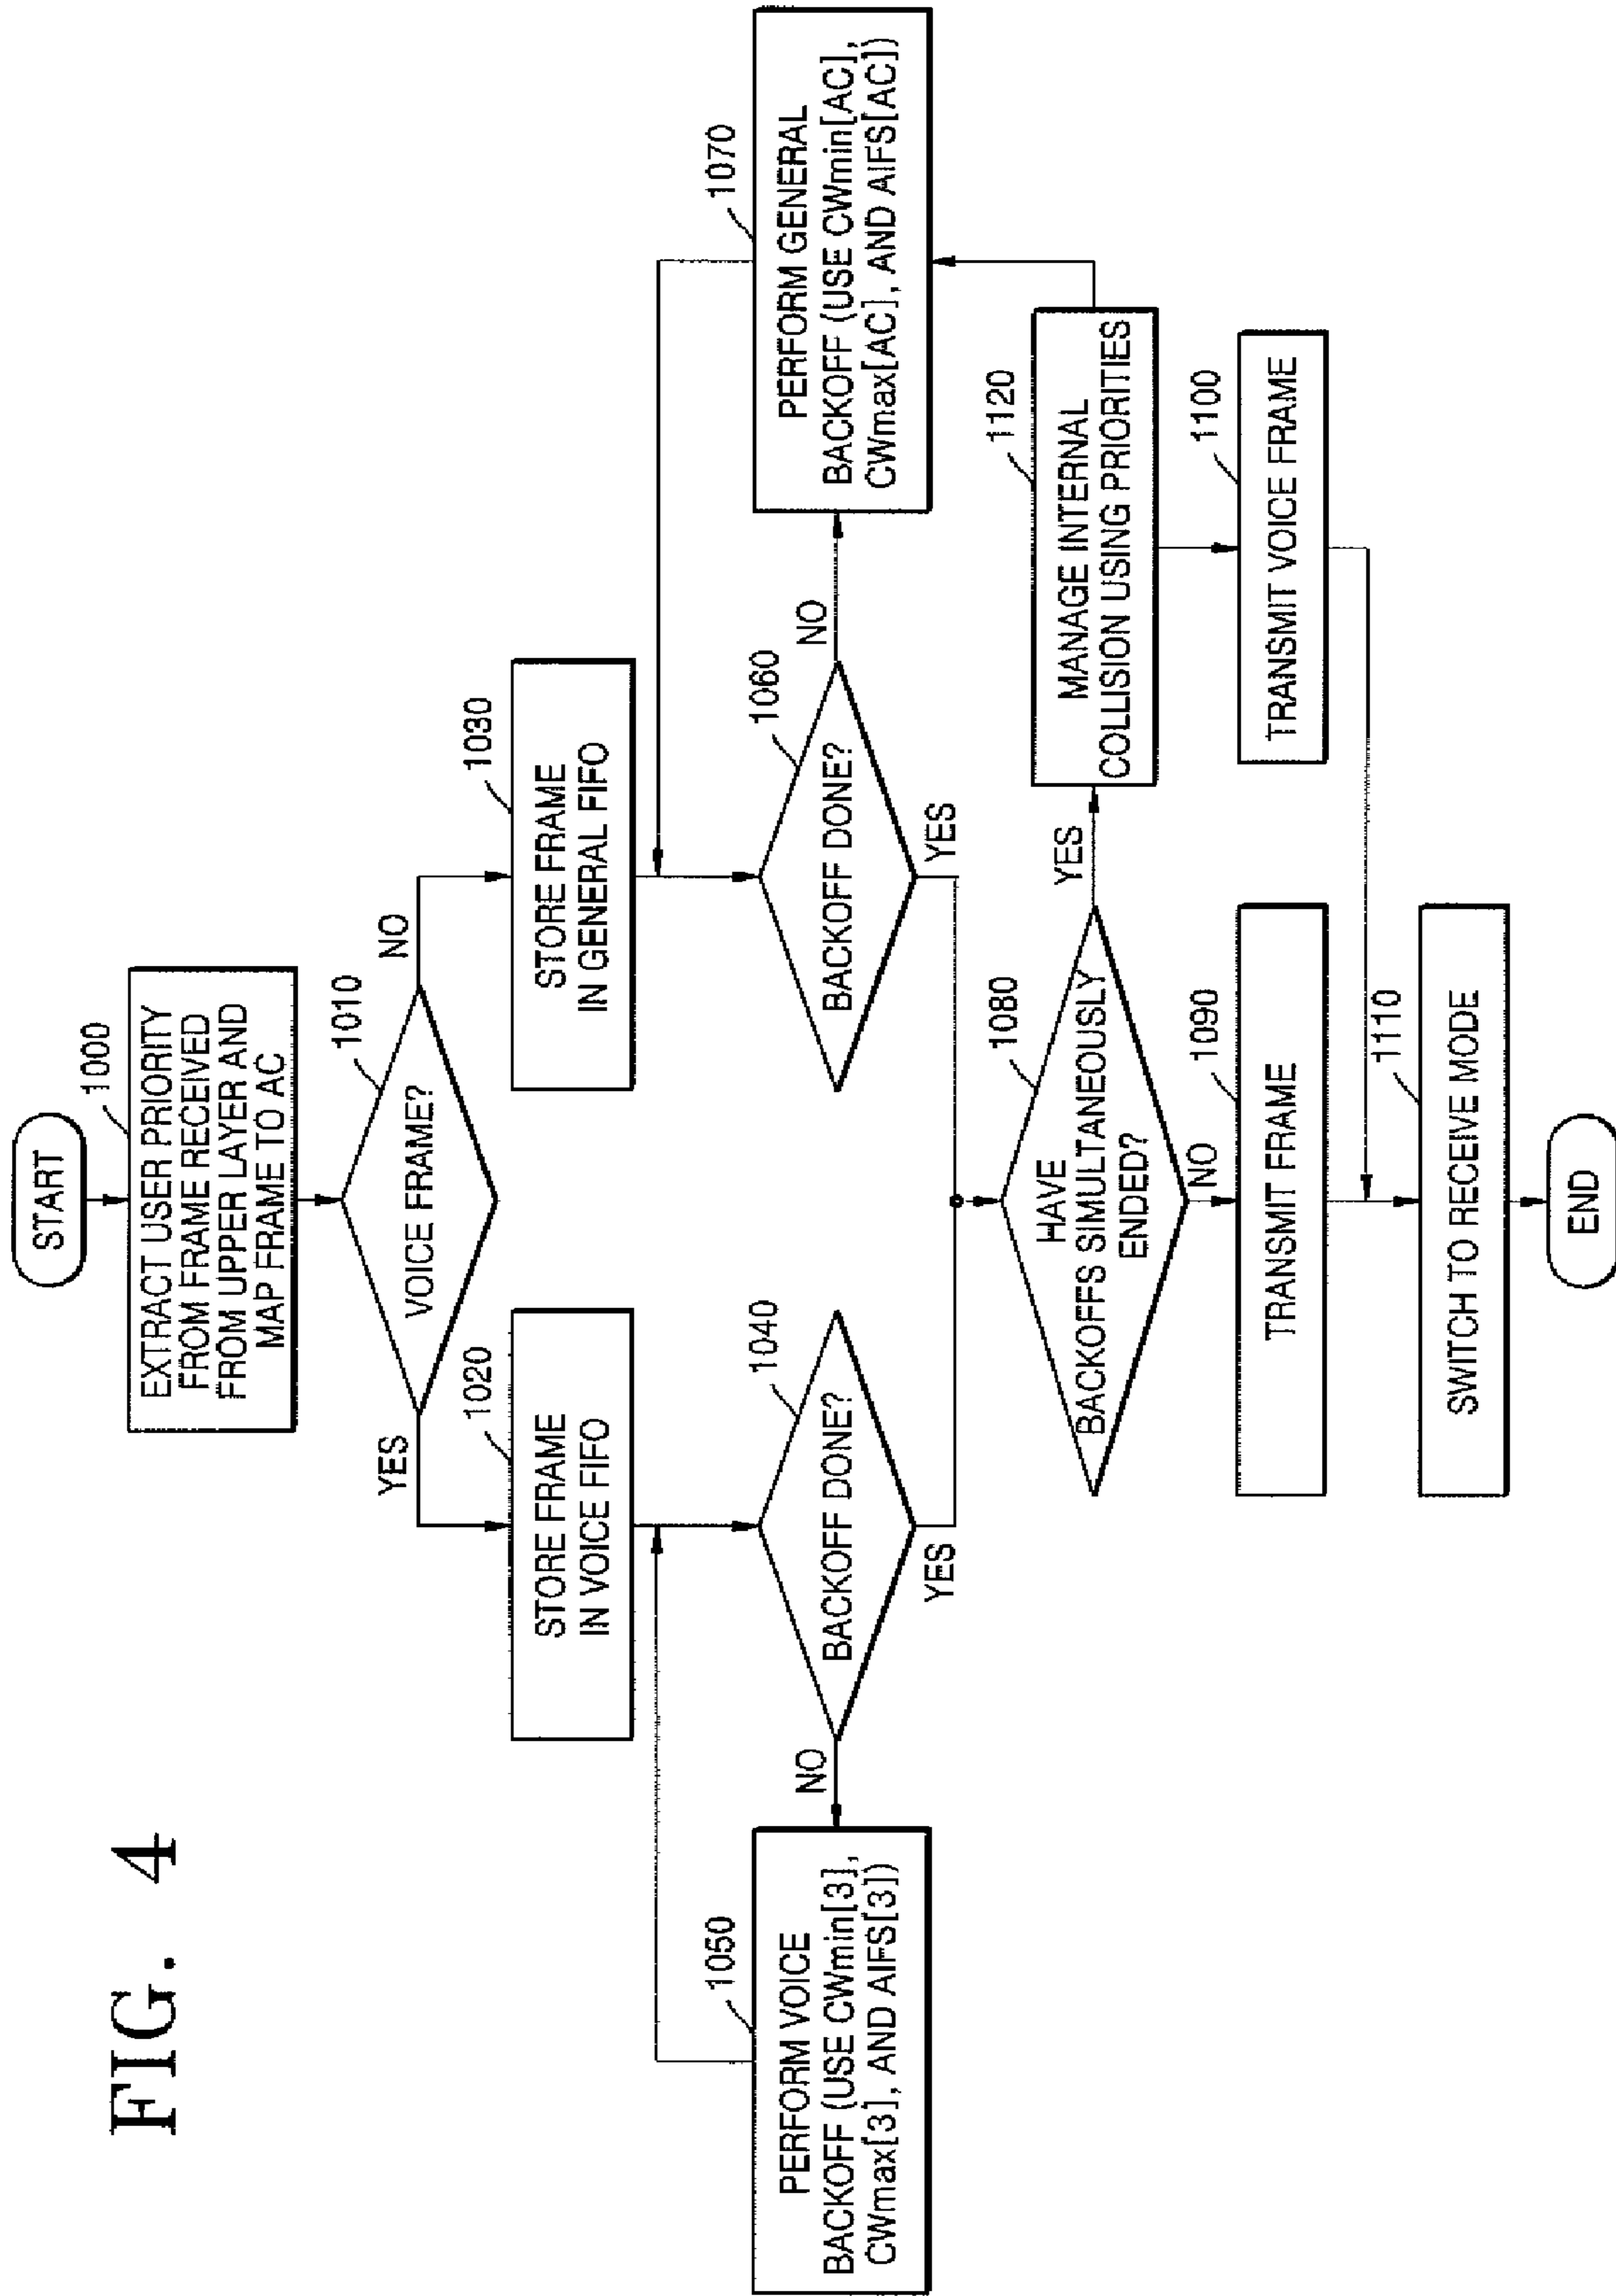 FIG. 4
START
1000
EXTRACT USER PRIORITY
FROM FRAME RECEIVED
FROM UPPER LAYER AND
MAP FRAME TO AC
1010
VOICE FRAME?
YES
NO
1020
STORE FRAME
IN VOICE FIFO
1030
STORE FRAME
IN GENERAL FIFO
1040
BACKOFF DONE?
NO
YES
1050
PERFORM VOICE
BACKOFF (USE CWmin[3],
CWmax[3], AND AIFS[3])
1060
BACKOFF DONE?
NO
YES
1070
PERFORM GENERAL
BACKOFF (USE CWmin[AC],
CWmax[AC], AND AIFS[AC])
1080
HAVE
BACKOFFS SIMULTANEOUSLY
ENDED?
YES
NO
1120
MANAGE INTERNAL
COLLISION USING PRIORITIES
1090
TRANSMIT FRAME
1100
TRANSMIT VOICE FRAME
1110
SWITCH TO RECEIVE MODE
END